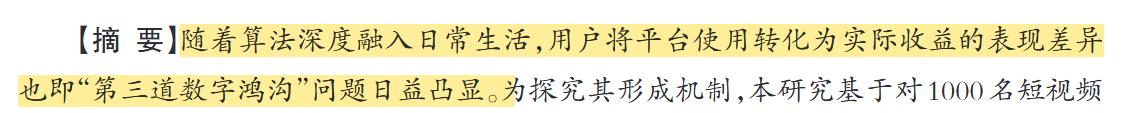 【摘 要】随着算法深度融入日常生活,用户将平台使用转化为实际收益的表现差异
也即“第三道数字鸿沟”问题日益凸显。为探究其形成机制,本研究基于对1000名短视频